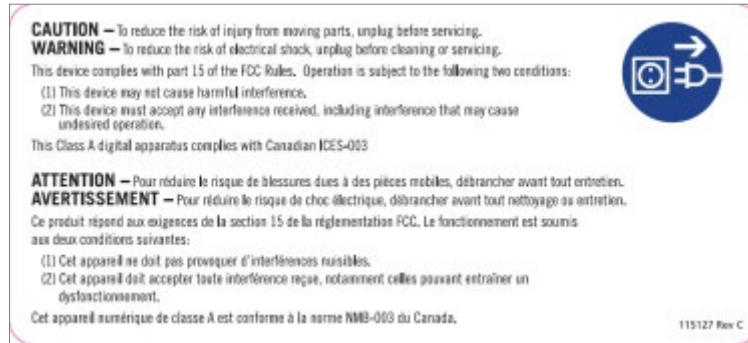 CAUTION – To reduce the risk of injury from moving parts, unplug before servicing.
WARNING – To reduce the risk of electrical shock, unplug before cleaning or servicing.
This device complies with part 15 of the FCC Rules. Operation is subject to the following two conditions:
(1) This device may not cause harmful interference.
(2) This device must accept any interference received, including interference that may cause
undesired operation.
This Class A digital apparatus complies with Canadian ICES-003
ATTENTION – Pour réduire le risque de blessures dues à des pièces mobiles, débrancher avant tout entretien.
AVERTISSEMENT – Pour réduire le risque de choc électrique, débrancher avant tout nettoyage ou entretien.
Ce produit répond aux exigences de la section 15 de la réglementation FCC. Le fonctionnement est soumis
aux deux conditions suivantes:
(1) Cet appareil ne doit pas provoquer d'interférences nuisibles.
(2) Cet appareil doit accepter toute interférence reçue, notamment celles pouvant entraîner un
dysfonctionnement.
Cet appareil numérique de classe A est conforme à la norme NMB-003 du Canada.
115127 Rev C